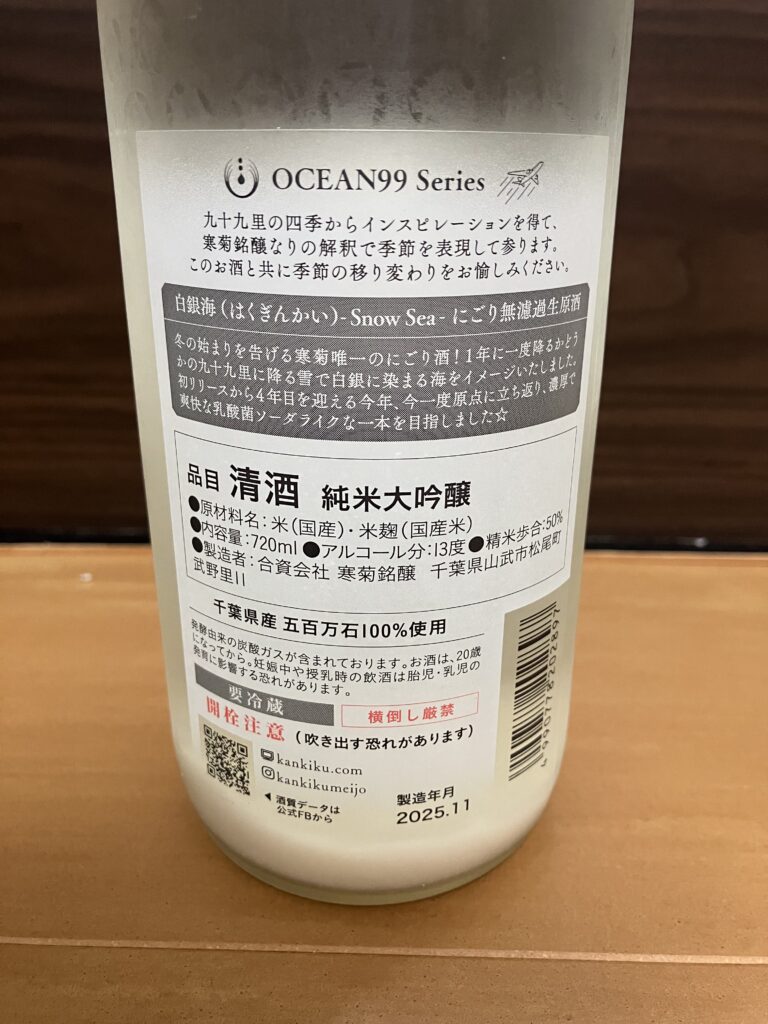 OCEAN99 Series
九十九里の四季からインスピレーションを得て、
寒菊銘醸なりの解釈で季節を表現して参ります。
このお酒と共に季節の移り変わりをお愉しみください。
白銀海(はくぎんかい)- Snow Sea - にごり無濾過生原酒
冬の始まりを告げる寒菊唯一のにごり酒！1年に一度降るかどう
かの九十九里に降る雪で白銀に染まる海をイメージいたしました。
初リリースから4年目を迎える今年、今一度原点に立ち返り、濃厚で
爽快な乳酸菌ソーダライクな一本を目指しました☆
品目 清酒 純米大吟醸
●原材料名：米(国産)・米麹(国産米)
●内容量：720ml ●アルコール分：13度 ●精米歩合：50%
●製造者：合資会社 寒菊銘醸 千葉県山武市松尾町
武野里11
千葉県産 五百万石100%使用
発酵由来の炭酸ガスが含まれております。お酒は、20歳
になってから。妊娠中や授乳時の飲酒は胎児・乳児の
発育に影響する恐れがあります。
要冷蔵
横倒し厳禁
開栓注意(吹き出す恐れがあります)
kankiku.com
kankikumeijo
◀ 酒質データは
公式FBから
製造年月
2025.11
4990778202897